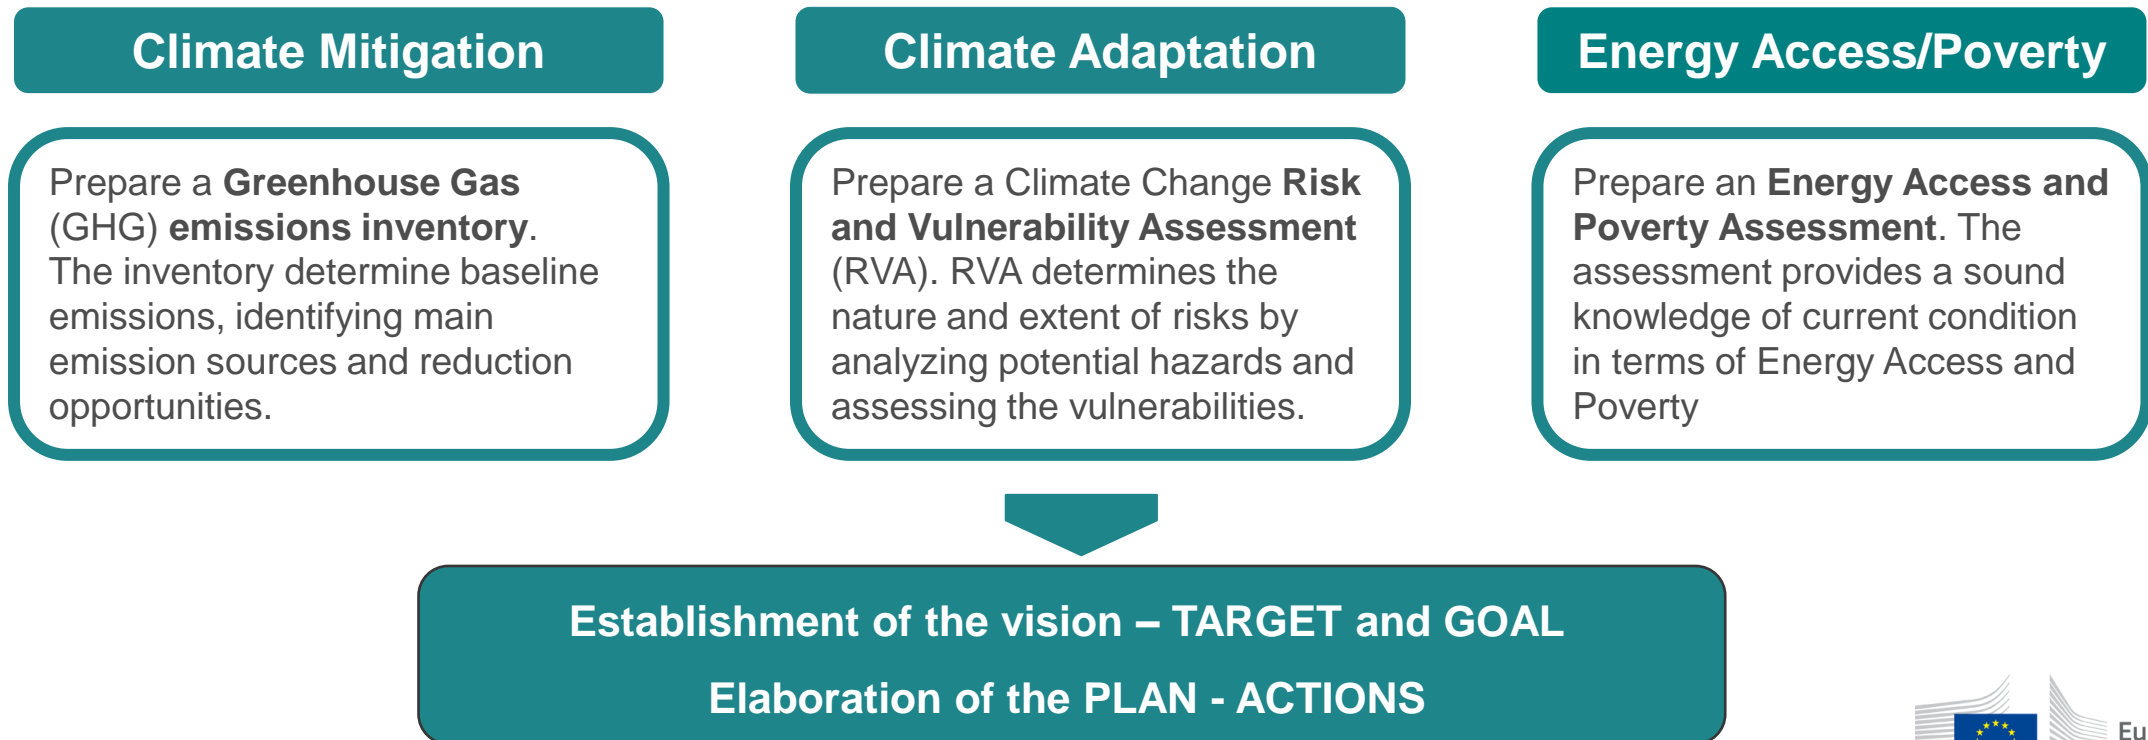 Climate Mitigation
Prepare a Greenhouse Gas
(GHG) emissions inventory.
The inventory determine baseline
emissions, identifying main
emission sources and reduction
opportunities.
Climate Adaptation
Prepare a Climate Change Risk
and Vulnerability Assessment
(RVA). RVA determines the
nature and extent of risks by
analyzing potential hazards and
assessing the vulnerabilities.
Energy Access/Poverty
Prepare an Energy Access and
Poverty Assessment. The
assessment provides a sound
knowledge of current condition
in terms of Energy Access and
Poverty
Establishment of the vision – TARGET and GOAL
Elaboration of the PLAN - ACTIONS
Eu